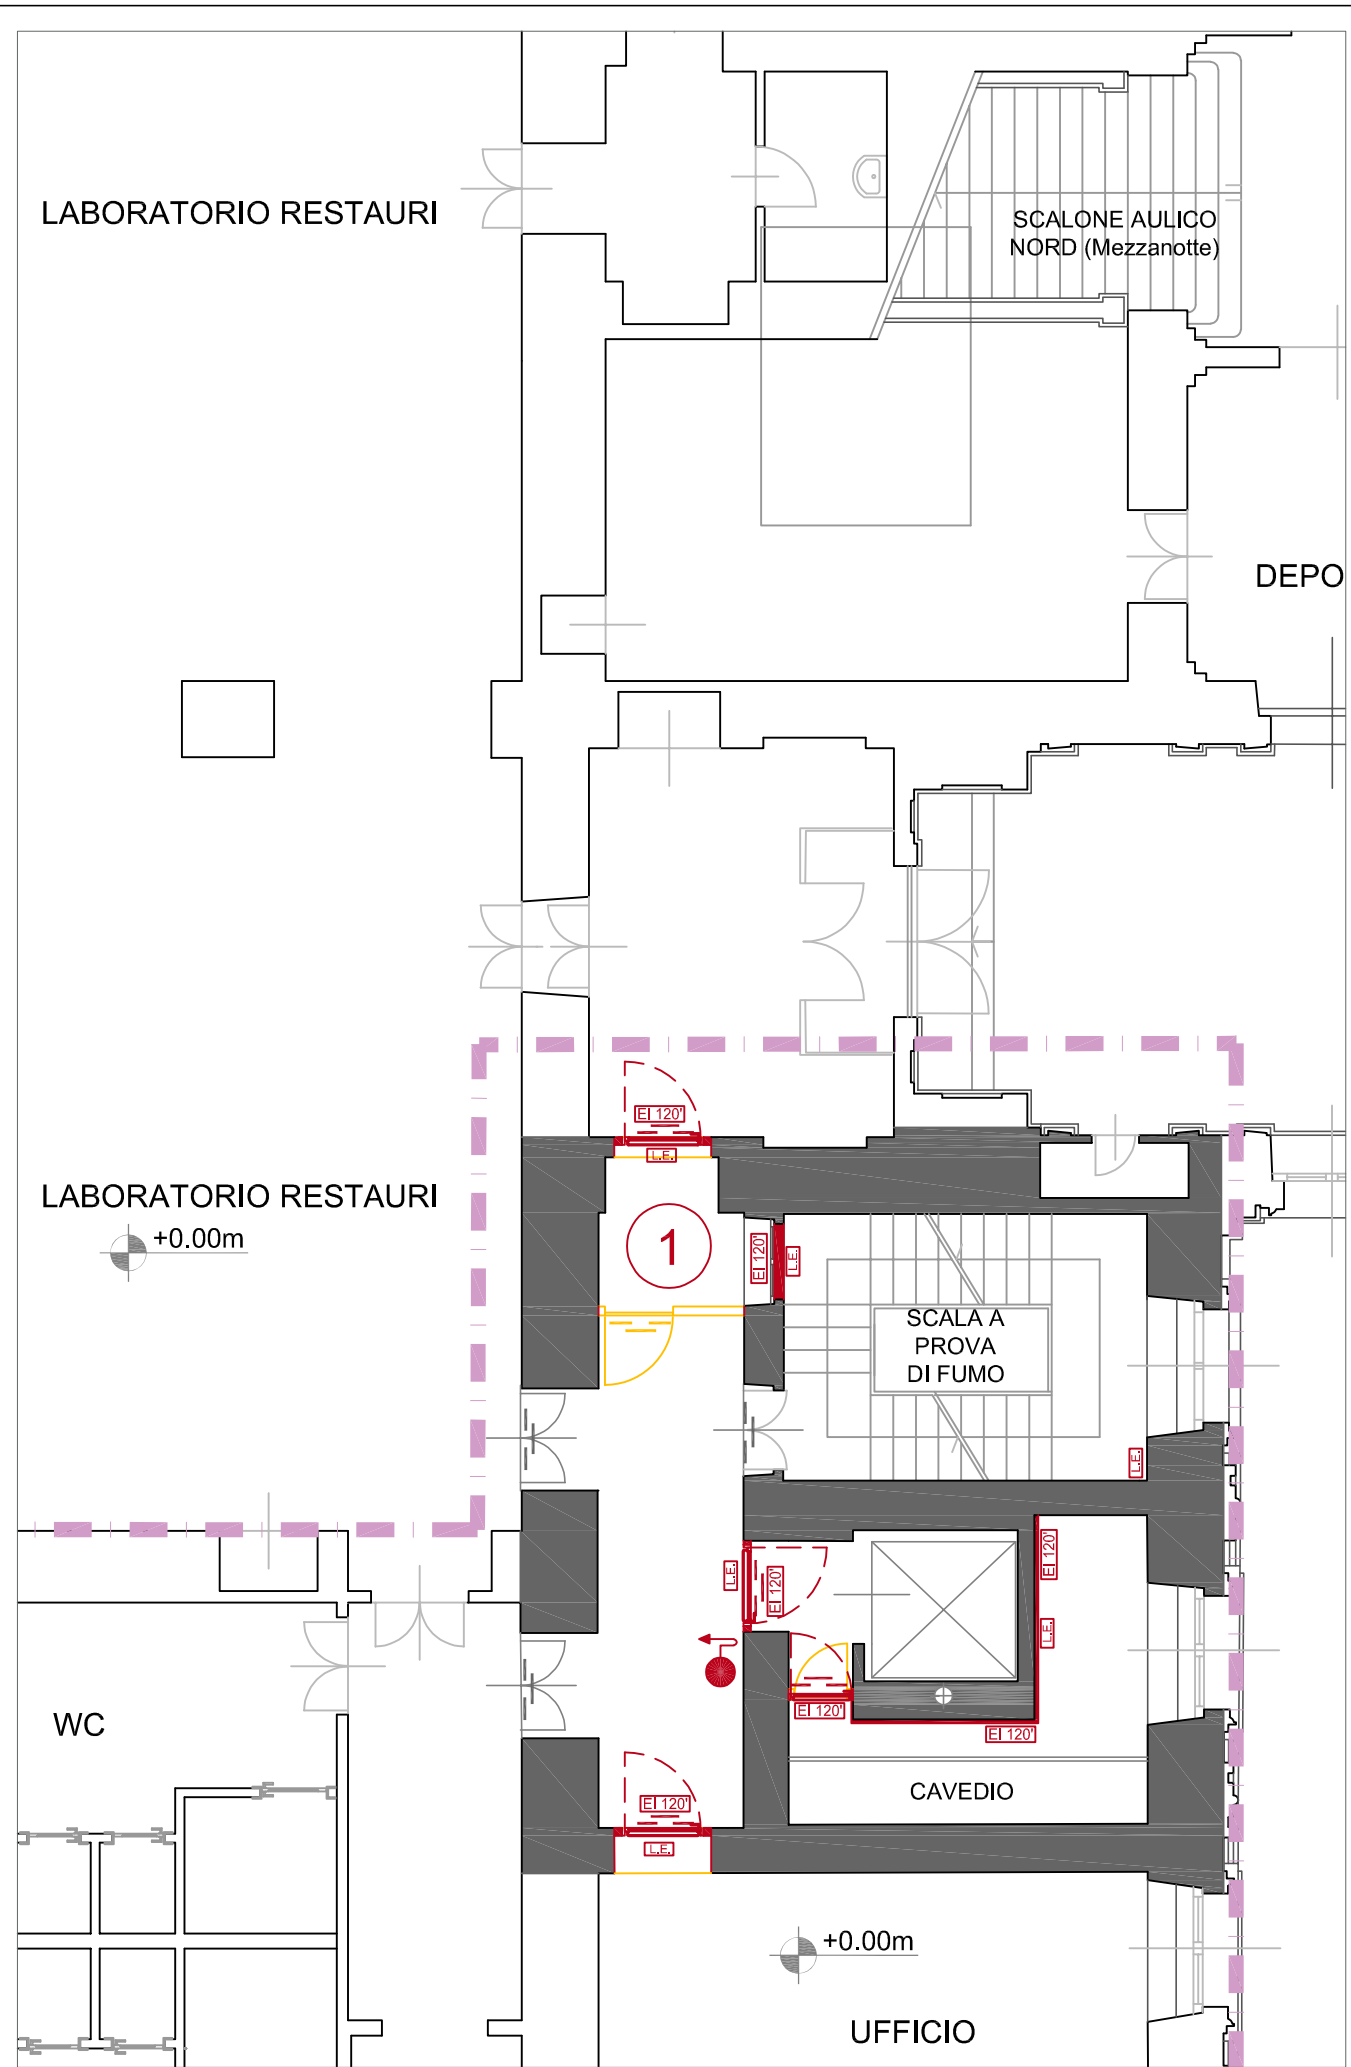 LABORATORIO RESTAURI
SCALONE AULICO
NORD (Mezzanotte)
DEPO
EI 120'
L.E.
LABORATORIO RESTAURI
+0.00m
1
EI 120'
L.E.
SCALA A
PROVA
DI FUMO
L.E.
EI 120'
L.E.
EI 120'
L.E.
EI 120'
EI 120'
WC
CAVEDIO
EI 120'
L.E.
+0.00m
UFFICIO